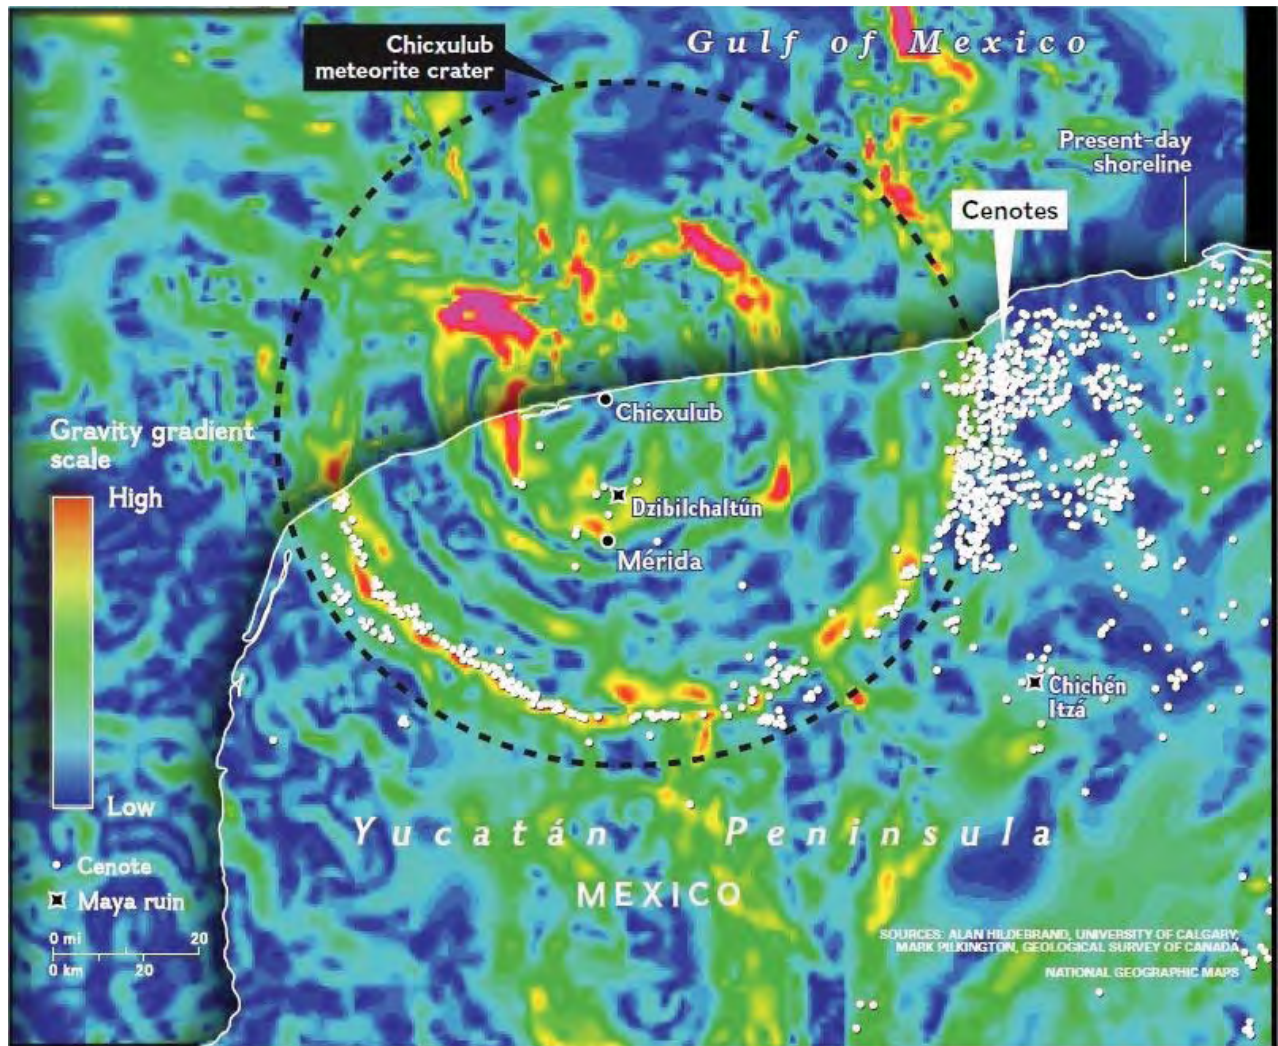 Chicxulub
meteorite crater
Gulf of Mexico
Present-day
shoreline
Cenotes
Chicxulub
Gravity gradient
scale
High
Dzibilchaltún
Mérida
Chichén
Itzá
Low
Yucatán Peninsula
Cenote
MEXICO
Maya ruin
0 mi 20
0 km 20
SOURCES: ALAN HILDEBRAND, UNIVERSITY OF CALGARY;
MARK PILKINGTON, GEOLOGICAL SURVEY OF CANADA
NATIONAL GEOGRAPHIC MAPS